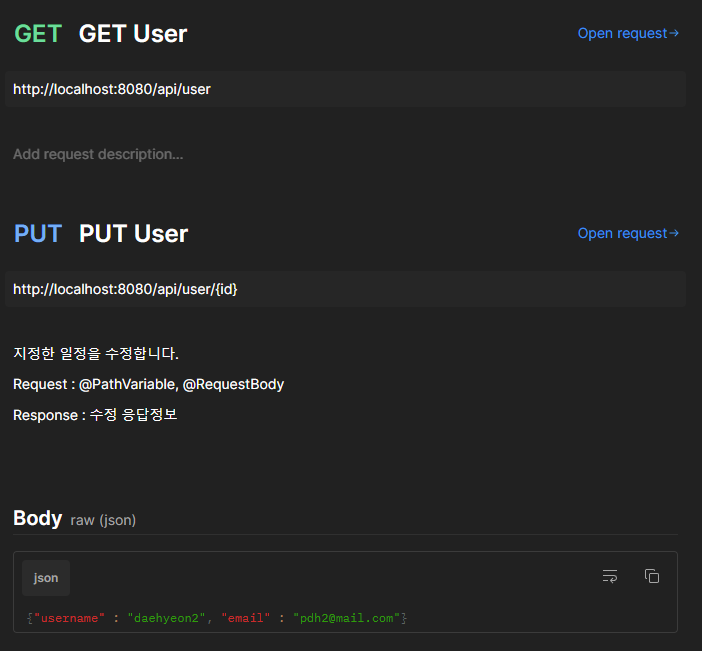 GET GET User Open request→
http://localhost:8080/api/user
Add request description...
PUT PUT User Open request→
http://localhost:8080/api/user/{id}
지정한 일정을 수정합니다.
Request : @PathVariable, @RequestBody
Response : 수정 응답정보
Body raw (json)
json
{"username" : "daehyeon2", "email" : "pdh2@mail.com"}